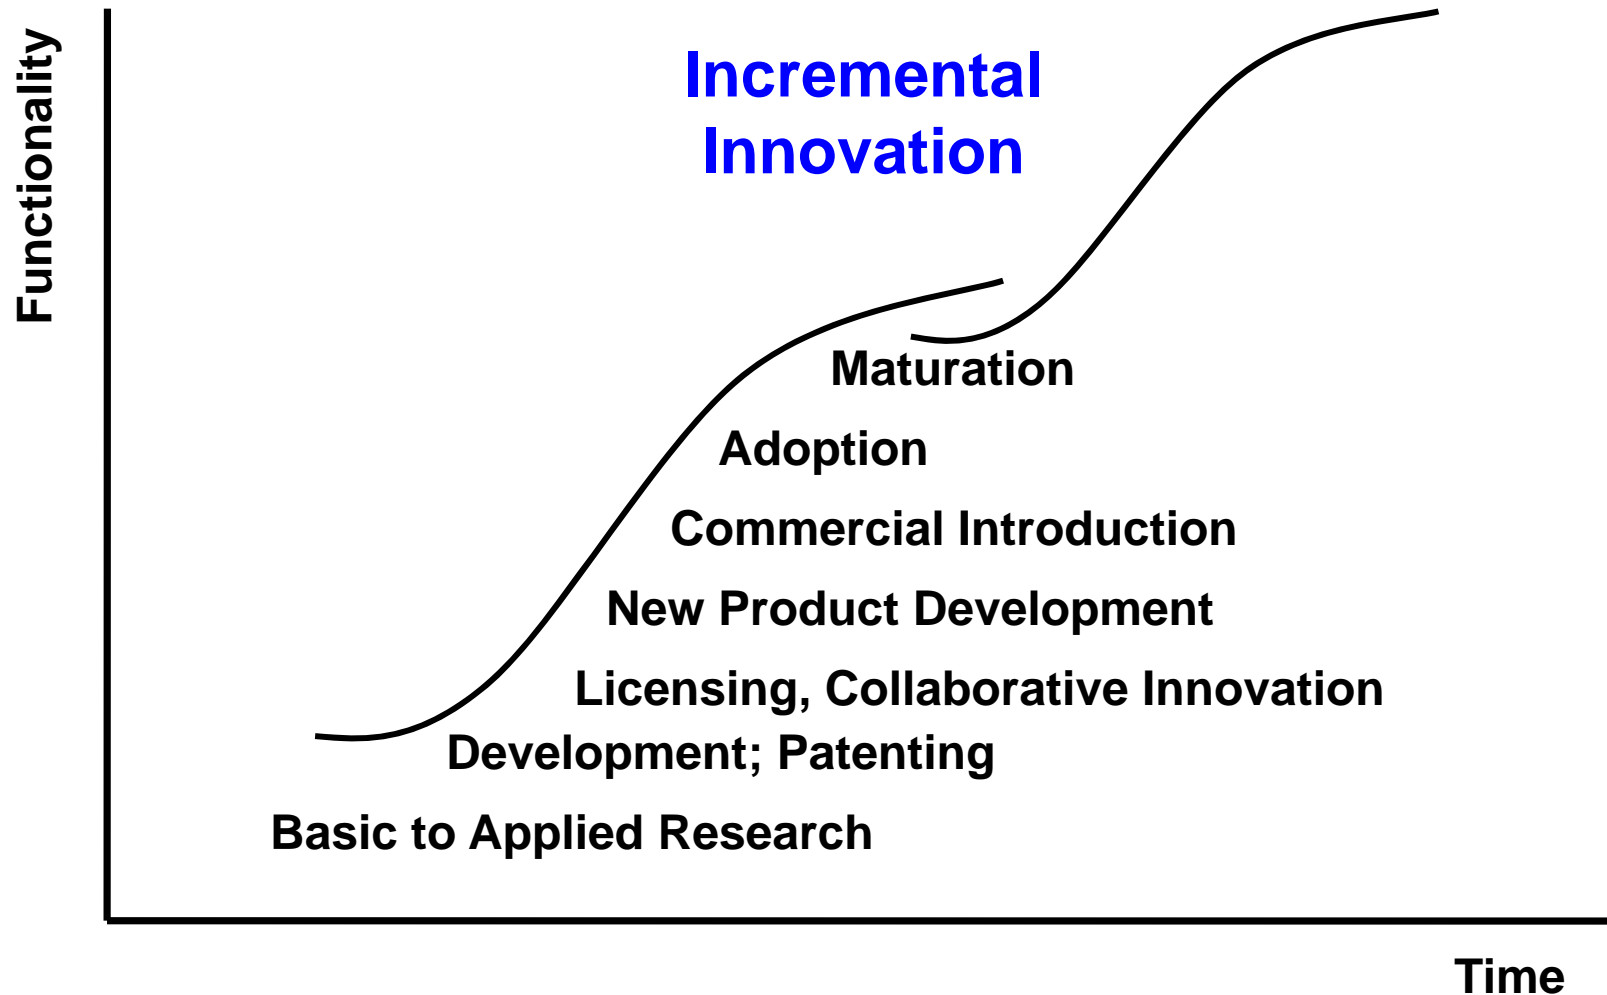 Functionality
Incremental
Innovation
Maturation
Adoption
Commercial Introduction
New Product Development
Licensing, Collaborative Innovation
Development; Patenting
Basic to Applied Research
Time